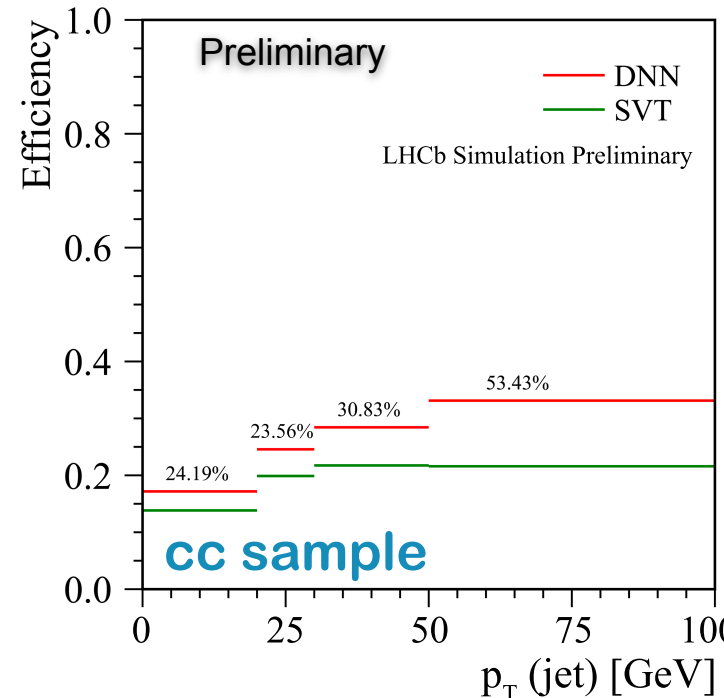 Efficiency
1.0
0.8
0.6
0.4
0.2
0.0
Preliminary
DNN
SVT
LHCb Simulation Preliminary
24.19%
23.56%
30.83%
53.43%
cc sample
0
25
50
75
100
p_T (jet) [GeV]